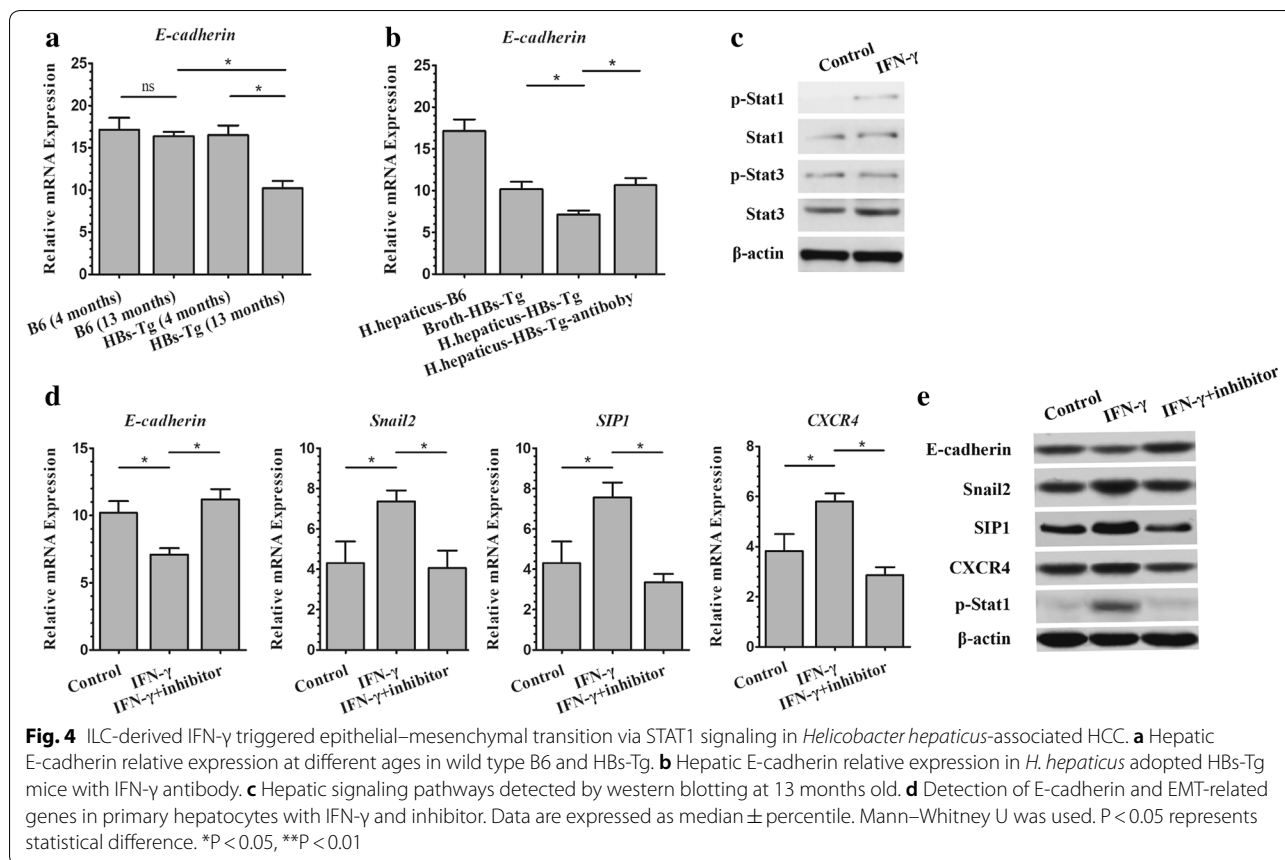 a
E-cadherin
Relative mRNA Expression
25
20
15
10
5
0
ns
*
*
B6 (4 months)
B6 (13 months)
HBs-Tg (4 months)
HBs-Tg (13 months)
b
E-cadherin
Relative mRNA Expression
25
20
15
10
5
0
*
*
H.hepaticus-B6
Broth-HBs-Tg
H.hepaticus-HBs-Tg
H.hepaticus-HBs-Tg-antiboby
c
Control IFN-γ
p-Stat1
Stat1
p-Stat3
Stat3
β-actin
d
E-cadherin
Relative mRNA Expression
15
10
5
0
*
*
Control
IFN-γ
IFN-γ+inhibitor
Snail2
Relative mRNA Expression
10
8
6
4
2
0
*
*
Control
IFN-γ
IFN-γ+inhibitor
SIP1
Relative mRNA Expression
10
8
6
4
2
0
*
*
Control
IFN-γ
IFN-γ+inhibitor
CXCR4
Relative mRNA Expression
8
6
4
2
0
*
*
Control
IFN-γ
IFN-γ+inhibitor
e
Control IFN-γ IFN-γ+inhibitor
E-cadherin
Snail2
SIP1
CXCR4
p-Stat1
β-actin
Fig. 4 ILC-derived IFN-γ triggered epithelial–mesenchymal transition via STAT1 signaling in Helicobacter hepaticus-associated HCC. a Hepatic
E-cadherin relative expression at different ages in wild type B6 and HBs-Tg. b Hepatic E-cadherin relative expression in H. hepaticus adopted HBs-Tg
mice with IFN-γ antibody. c Hepatic signaling pathways detected by western blotting at 13 months old. d Detection of E-cadherin and EMT-related
genes in primary hepatocytes with IFN-γ and inhibitor. Data are expressed as median ± percentile. Mann–Whitney U was used. P < 0.05 represents
statistical difference. *P < 0.05, **P < 0.01